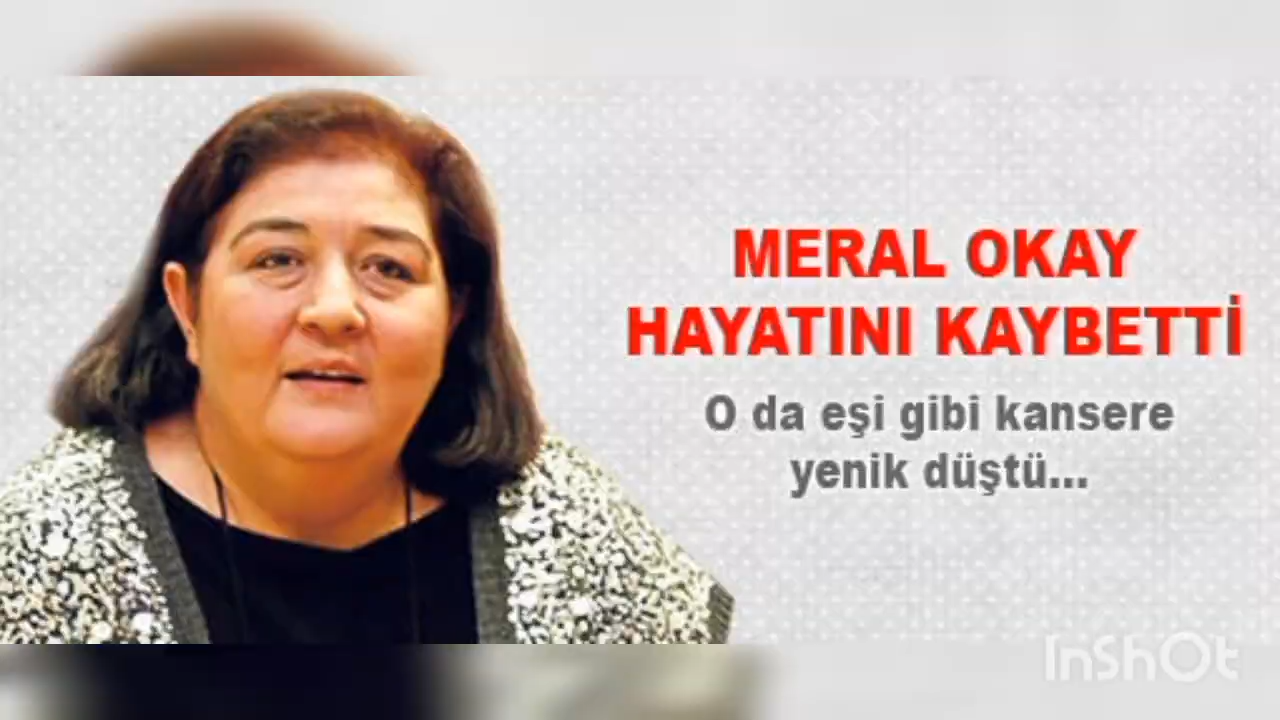 MERAL OKAY
HAYATINI KAYBETTİ
O da eşi gibi kansere
yenik düştü...
InShOt